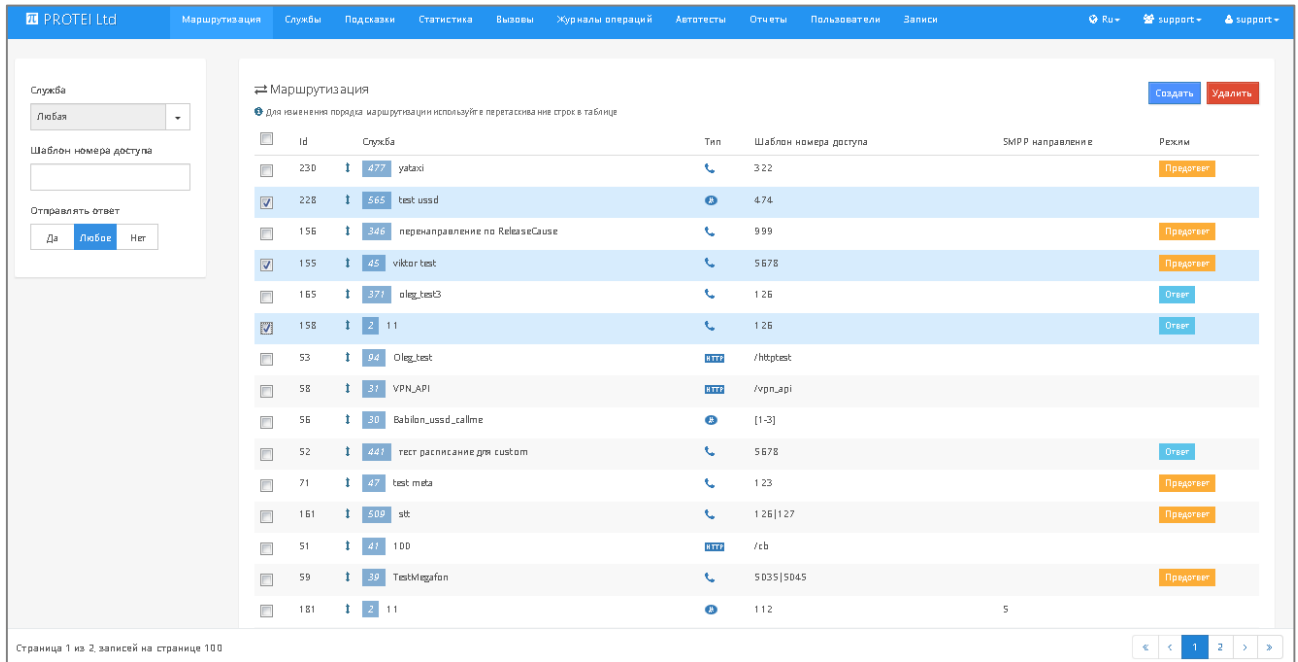 PROTEI Ltd Маршрутизация Службы Подсказки Статистика Вызовы Журналы операций Автотесты Отчеты Пользователи Записи Ru support support
Служба
Любая
Шаблон номера доступа
Отправлять ответ
Да Любое Нет
Маршрутизация
Создать Удалить
Для изменения порядка маршрутизации используйте перетаскивание строк в таблице
Id Служба Тип Шаблон номера доступа SMPP направление Режим
230 477 yataxi 322 Предответ
228 565 test ussd # 474
156 346 перенаправление по ReleaseCause 999 Предответ
155 45 viktor test 5678 Предответ
165 371 oleg_test3 126 Ответ
158 2 11 126 Ответ
53 94 Oleg_test HTTP /httptest
58 31 VPN_API HTTP /vpn_api
56 30 Babilon_ussd_callme # [1-3]
52 441 тест расписание для custom 5678 Ответ
71 47 test meta 123 Предответ
161 509 stt 126|127 Предответ
51 41 100 HTTP /cb
59 39 TestMegafon 5035|5045 Предответ
181 2 11 # 112 5
Страница 1 из 2, записей на странице 100
« ‹ 1 2 › »